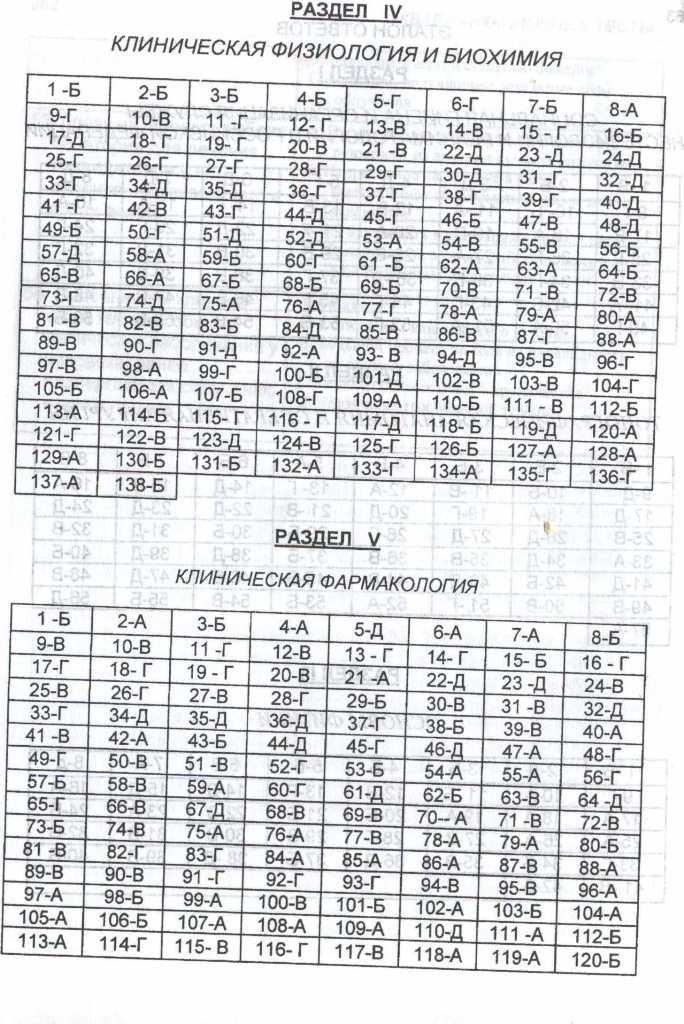 РАЗДЕЛ IV
КЛИНИЧЕСКАЯ ФИЗИОЛОГИЯ И БИОХИМИЯ
1 -Б 2-Б 3-Б 4-Б 5-Г 6-Г 7-Б 8-А
9-Г 10-В 11 -Г 12- Г 13-В 14-В 15 - Г 16-Б
17-Д 18- Г 19- Г 20-В 21 -В 22-Д 23 -Д 24-Д
25-Г 26-Г 27-Г 28-Г 29-Г 30-Д 31 -Г 32-Д
33-Г 34-Д 35-Д 36-Г 37-Г 38-Г 39-Г 40-Д
41 -Г 42-В 43-Г 44-Д 45-Г 46-Б 47-В 48-Д
49-Б 50-Г 51-Д 52-Д 53-А 54-В 55-В 56-Б
57-Д 58-А 59-Б 60-Г 61 -Б 62-А 63-А 64-Б
65-В 66-А 67-Б 68-Б 69-Б 70-В 71 -В 72-В
73-Г 74-Д 75-А 76-А 77-Г 78-А 79-А 80-А
81 -В 82-В 83-Б 84-Д 85-В 86-В 87-Г 88-А
89-В 90-Г 91-Д 92-А 93- В 94-Д 95-В 96-Г
97-В 98-А 99-Г 100-Б 101-Д 102-В 103-В 104-Г
105-Б 106-А 107-Б 108-Г 109-А 110-Б 111 - В 112-Б
113-А 114-Б 115- Г 116 - Г 117-Д 118- Б 119-Д 120-А
121-Г 122-В 123-Д 124-В 125-Г 126-Б 127-А 128-А
129-А 130-Б 131-Б 132-А 133-Г 134-А 135-Г 136-Г
137-А 138-Б
РАЗДЕЛ V
КЛИНИЧЕСКАЯ ФАРМАКОЛОГИЯ
1 -Б 2-А 3-Б 4-А 5-Д 6-А 7-А 8-Б
9-В 10-В 11 -Г 12-В 13 - Г 14- Г 15- Б 16 - Г
17-Г 18- Г 19 - Г 20-В 21 -А 22-Д 23 -Д 24-В
25-В 26-Г 27-В 28-Г 29-Б 30-В 31 -В 32-Д
33-Г 34-Д 35-Д 36-Д 37-Г 38-Б 39-В 40-А
41 -В 42-А 43-Б 44-Д 45-Г 46-Д 47-А 48-Г
49-Г 50-В 51 -В 52-Г 53-Б 54-А 55-А 56-Г
57-Б 58-В 59-А 60-Г 61-Д 62-Б 63-В 64 -Д
65-Г 66-В 67-Д 68-В 69-В 70-- А 71 -В 72-В
73-Б 74-В 75-А 76-А 77-В 78-А 79-А 80-Б
81 -В 82-Г 83-Г 84-А 85-А 86-А 87-В 88-А
89-В 90-В 91 -Г 92-Г 93-Г 94-В 95-В 96-А
97-А 98-Б 99-А 100-В 101-Б 102-А 103-Б 104-А
105-А 106-Б 107-А 108-А 109-А 110-Д 111 -А 112-Б
113-А 114-Г 115- В 116- Г 117-В 118-А 119-А 120-Б